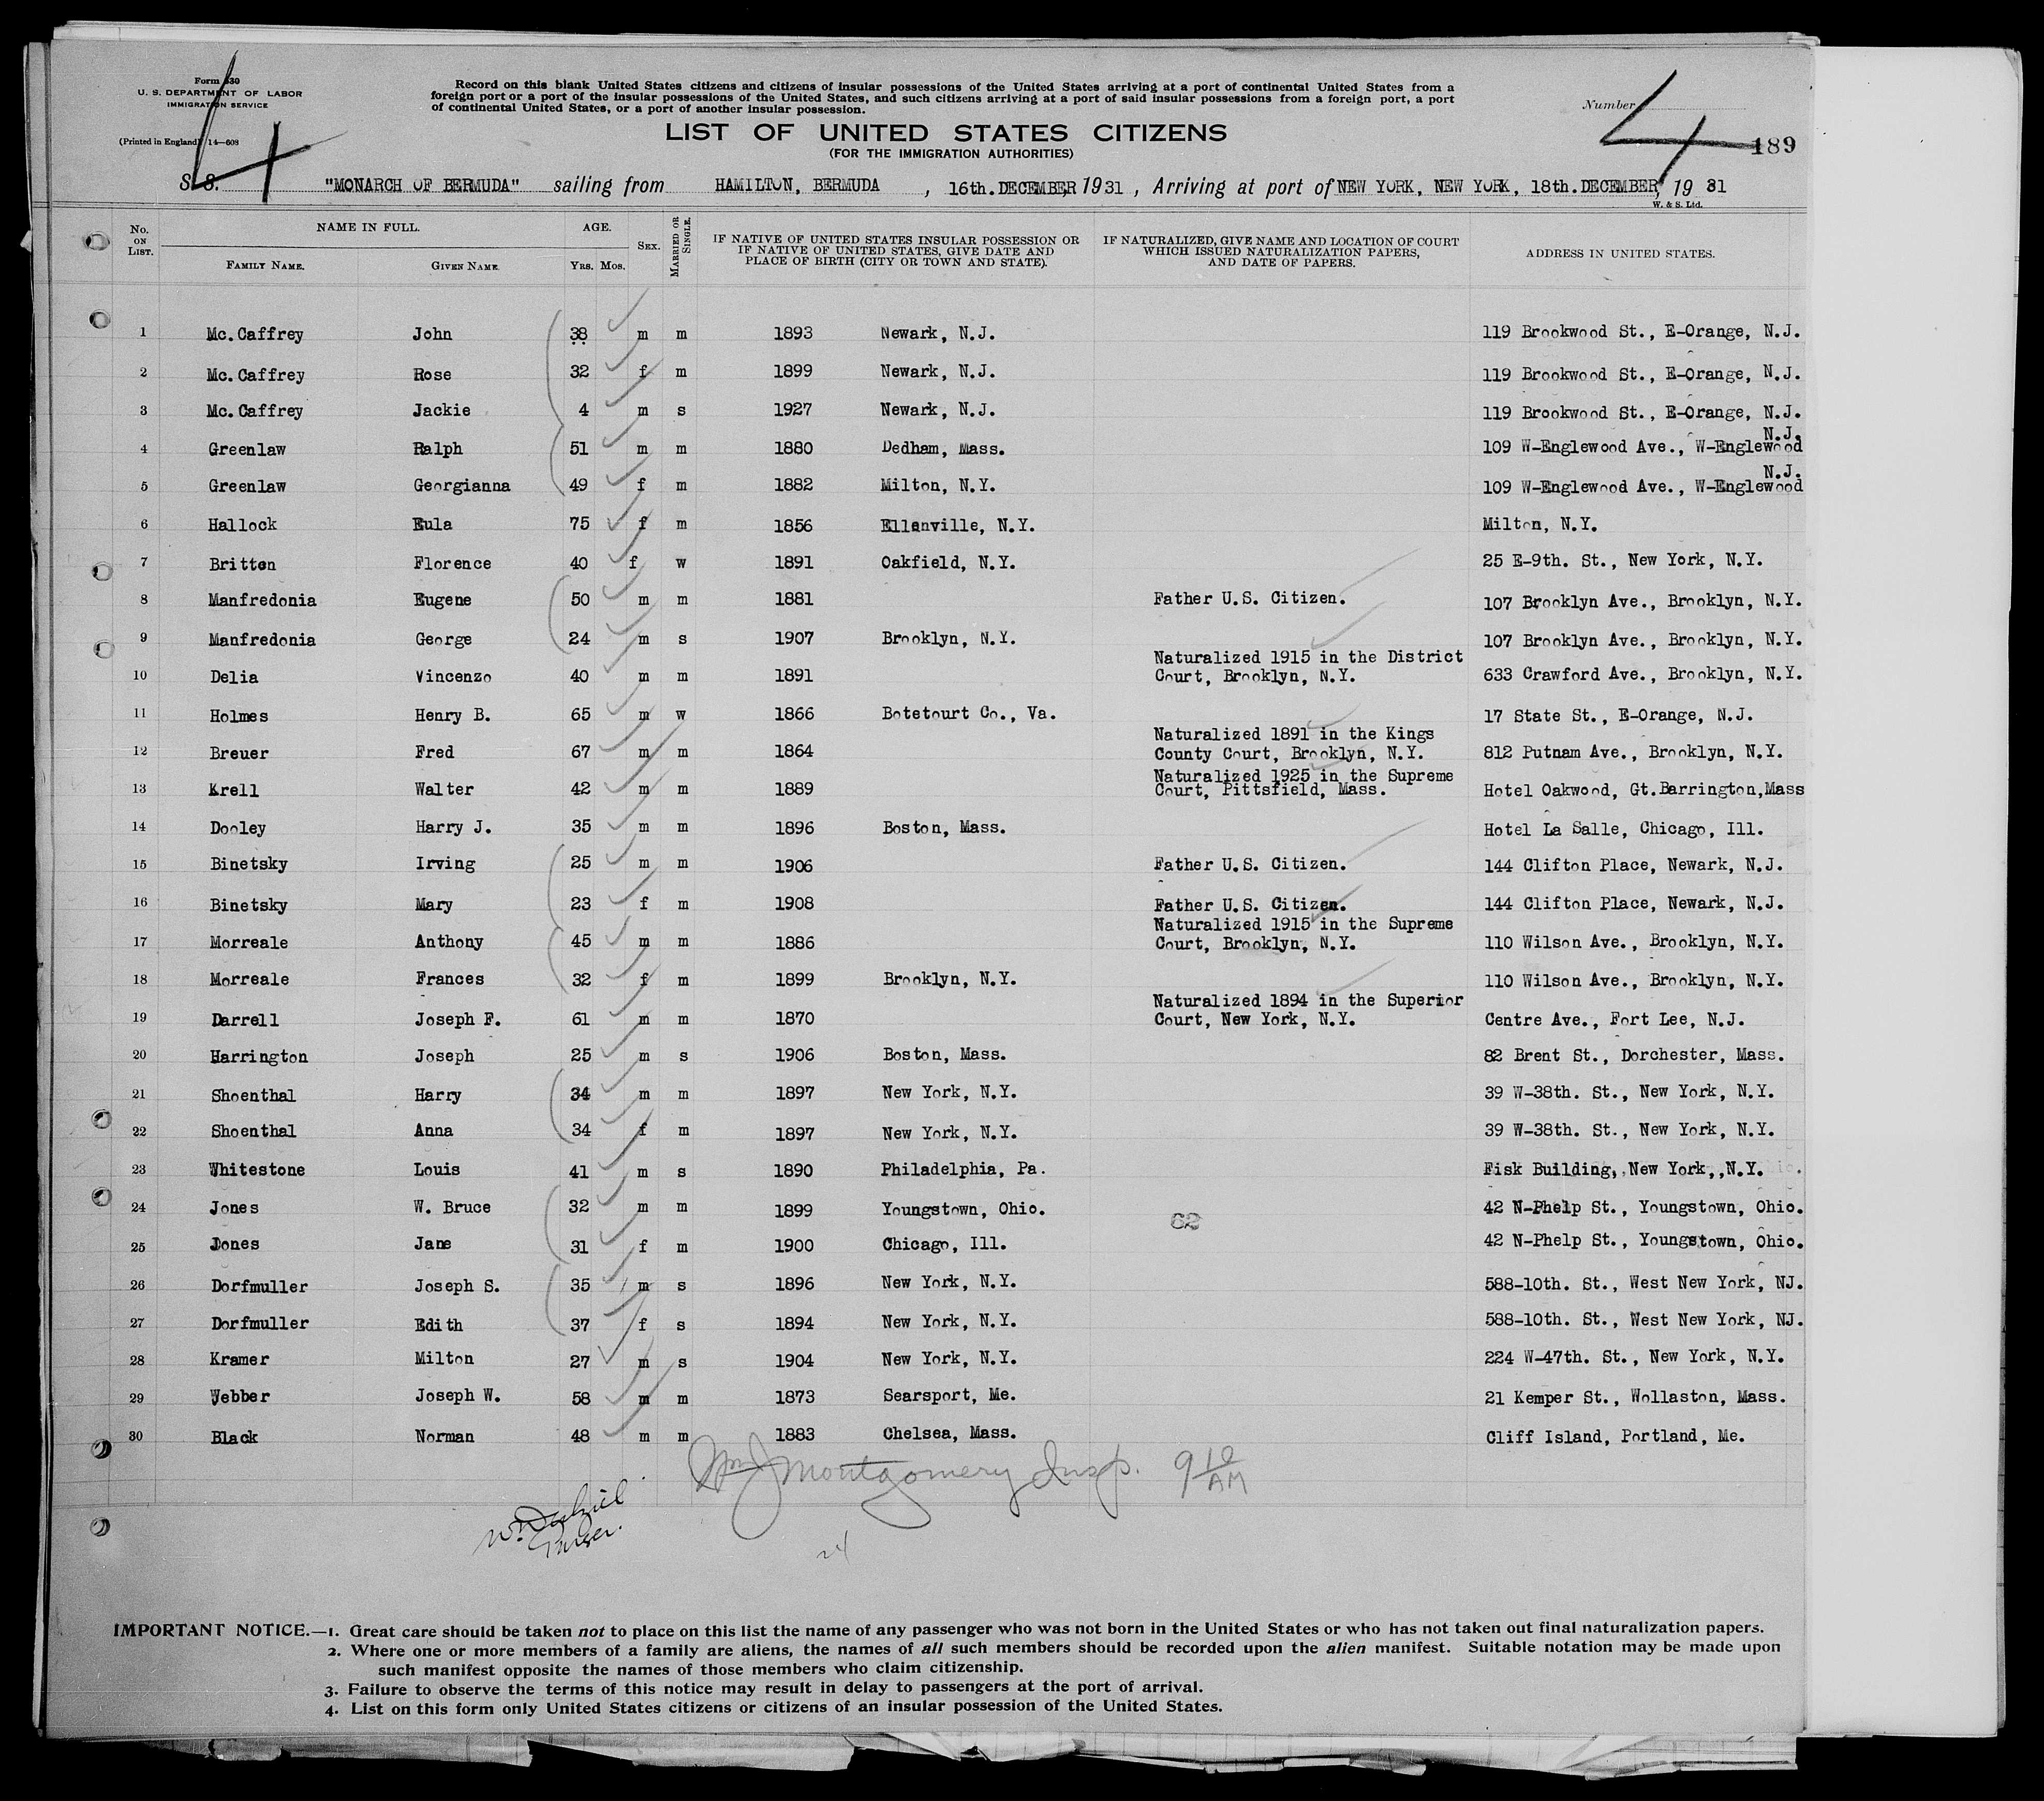 Form 630
U. S. DEPARTMENT OF LABOR
IMMIGRATION SERVICE
(Printed in England) 14—608
Record on this blank United States citizens and citizens of insular possessions of the United States arriving at a port of continental United States from a
foreign port or a port of the insular possessions of the United States, and such citizens arriving at a port of said insular possessions from a foreign port, a port
of continental United States, or a port of another insular possession.
Number 4
189
4
LIST OF UNITED STATES CITIZENS
(FOR THE IMMIGRATION AUTHORITIES)
S. S. "MONARCH OF BERMUDA" sailing from HAMILTON, BERMUDA , 16th. DECEMBER, 1931 , Arriving at port of NEW YORK, NEW YORK, 18th. DECEMBER, 19 31
W. & S. Ltd.
No. ON LIST. NAME IN FULL. AGE. SEX. MARRIED OR SINGLE. IF NATIVE OF UNITED STATES INSULAR POSSESSION OR IF NATIVE OF UNITED STATES, GIVE DATE AND PLACE OF BIRTH (CITY OR TOWN AND STATE). IF NATURALIZED, GIVE NAME AND LOCATION OF COURT WHICH ISSUED NATURALIZATION PAPERS, AND DATE OF PAPERS. ADDRESS IN UNITED STATES.
FAMILY NAME. GIVEN NAME YRS. MOS.
1 Mc.Caffrey John 38 m m 1893 Newark, N.J. 119 Brookwood St., E-Orange, N.J.
2 Mc.Caffrey Rose 32 f m 1899 Newark, N.J. 119 Brookwood St., E-Orange, N.J.
3 Mc.Caffrey Jackie 4 m s 1927 Newark, N.J. 119 Brookwood St., E-Orange, N.J.
4 Greenlaw Ralph 51 m m 1880 Dedham, Mass. 109 W-Englewood Ave., W-Englewood N.J.
5 Greenlaw Georgianna 49 f m 1882 Milton, N.Y. 109 W-Englewood Ave., W-Englewood N.J.
6 Hallock Eula 75 f m 1856 Ellenville, N.Y. Milton, N.Y.
7 Britton Florence 40 f w 1891 Oakfield, N.Y. 25 E-9th. St., New York, N.Y.
8 Manfredonia Eugene 50 m m 1881 Father U.S. Citizen. 107 Brooklyn Ave., Brooklyn, N.Y.
9 Manfredonia George 24 m s 1907 Brooklyn, N.Y. 107 Brooklyn Ave., Brooklyn, N.Y.
Naturalized 1915 in the District
10 Delia Vincenzo 40 m m 1891 Court, Brooklyn, N.Y. 633 Crawford Ave., Brooklyn, N.Y.
11 Holmes Henry B. 65 m w 1866 Botetourt Co., Va. 17 State St., E-Orange, N.J.
Naturalized 1891 in the Kings
12 Breuer Fred 67 m m 1864 County Court, Brooklyn, N.Y. 812 Putnam Ave., Brooklyn, N.Y.
Naturalized 1925 in the Supreme
13 Krell Walter 42 m m 1889 Court, Pittsfield, Mass. Hotel Oakwood, Gt.Barrington,Mass
14 Dooley Harry J. 35 m m 1896 Boston, Mass. Hotel La Salle, Chicago, Ill.
15 Binetsky Irving 25 m m 1906 Father U.S. Citizen. 144 Clifton Place, Newark, N.J.
16 Binetsky Mary 23 f m 1908 Father U.S. Citizen. 144 Clifton Place, Newark, N.J.
Naturalized 1915 in the Supreme
17 Morreale Anthony 45 m m 1886 Court, Brooklyn, N.Y. 110 Wilson Ave., Brooklyn, N.Y.
18 Morreale Frances 32 f m 1899 Brooklyn, N.Y. 110 Wilson Ave., Brooklyn, N.Y.
Naturalized 1894 in the Superior
19 Darrell Joseph F. 61 m m 1870 Court, New York, N.Y. Centre Ave., Fort Lee, N.J.
20 Harrington Joseph 25 m s 1906 Boston, Mass. 82 Brent St., Dorchester, Mass.
21 Shoenthal Harry 34 m m 1897 New York, N.Y. 39 W-38th. St., New York, N.Y.
22 Shoenthal Anna 34 f m 1897 New York, N.Y. 39 W-38th. St., New York, N.Y.
23 Whitestone Louis 41 m s 1890 Philadelphia, Pa. Fisk Building, New York,,N.Y.
24 Jones W. Bruce 32 m m 1899 Youngstown, Ohio. 42 N-Phelp St., Youngstown, Ohio.
62
25 Jones Jane 31 f m 1900 Chicago, Ill. 42 N-Phelp St., Youngstown, Ohio.
26 Dorfmuller Joseph S. 35 m s 1896 New York, N.Y. 588-10th. St., West New York, NJ.
27 Dorfmuller Edith 37 f s 1894 New York, N.Y. 588-10th. St., West New York, NJ.
28 Kramer Milton 27 m s 1904 New York, N.Y. 224 W-47th. St., New York, N.Y.
29 Webber Joseph W. 58 m m 1873 Searsport, Me. 21 Kemper St., Wollaston, Mass.
30 Black Norman 48 m m 1883 Chelsea, Mass. Cliff Island, Portland, Me.
Wm J Montgomery Insp. 9 10 AM
Purser.
24
IMPORTANT NOTICE.—1. Great care should be taken not to place on this list the name of any passenger who was not born in the United States or who has not taken out final naturalization papers.
2. Where one or more members of a family are aliens, the names of all such members should be recorded upon the alien manifest. Suitable notation may be made upon
such manifest opposite the names of those members who claim citizenship.
3. Failure to observe the terms of this notice may result in delay to passengers at the port of arrival.
4. List on this form only United States citizens or citizens of an insular possession of the United States.